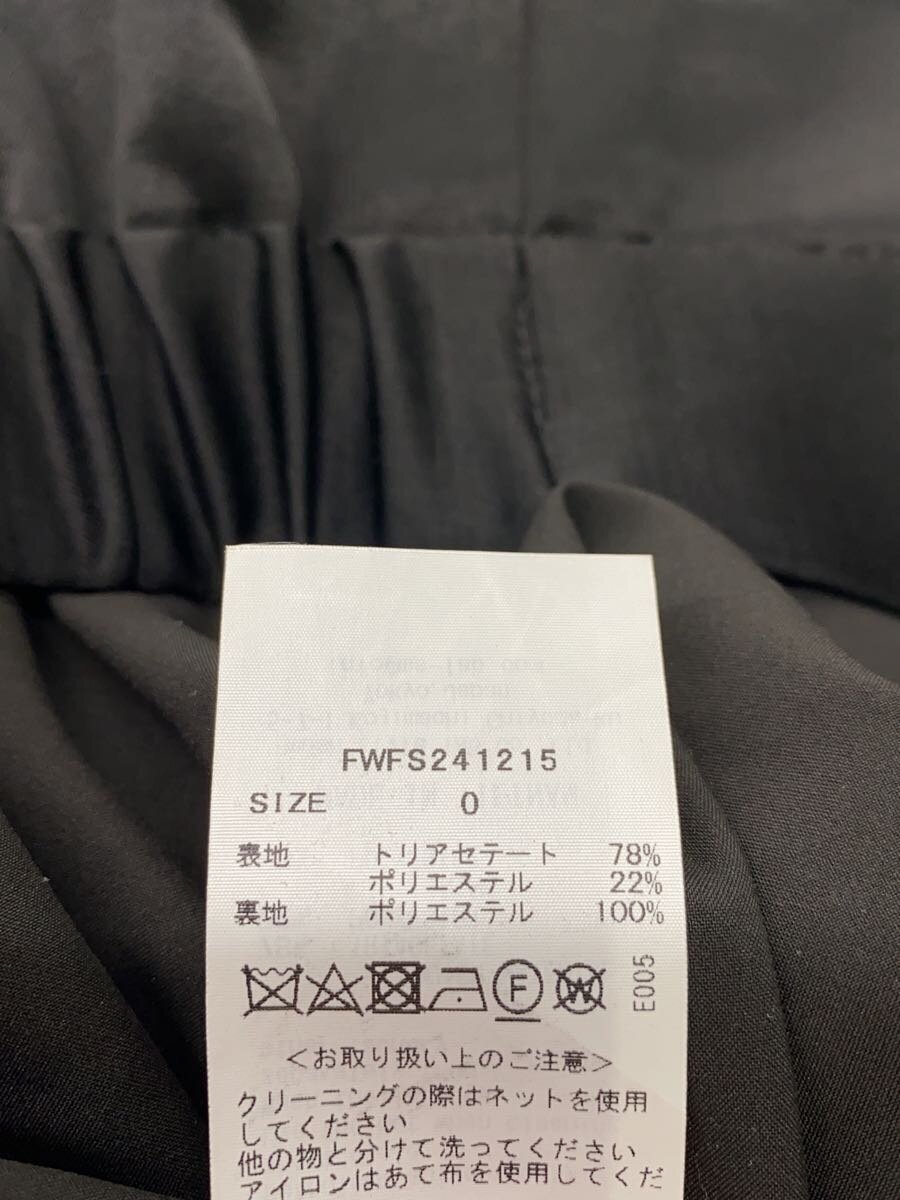 FWFS241215
SIZE 0
表地 トリアセテート 78%
ポリエステル 22%
裏地 ポリエステル 100%
F W E005
<お取り扱い上のご注意>
クリーニングの際はネットを使用
してください
他の物と分けて洗ってください
アイロンはあて布を使用してくだ